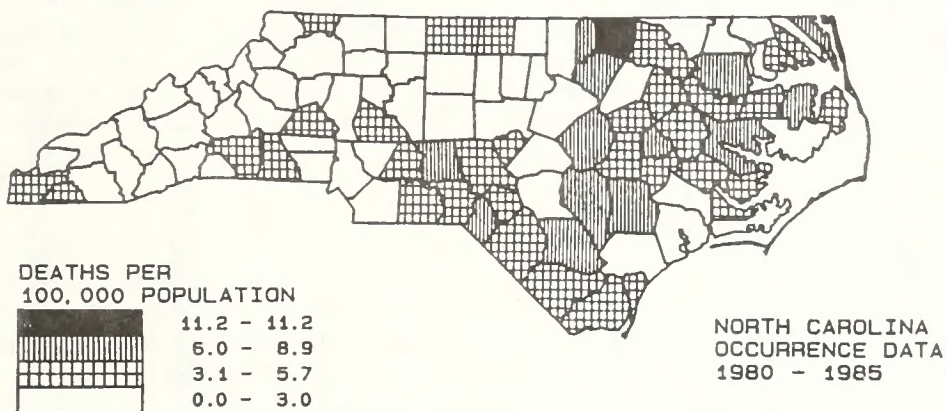 DEATHS PER
100,000 POPULATION
11.2 - 11.2
6.0 - 8.9
3.1 - 5.7
0.0 - 3.0
NORTH CAROLINA
OCCURRENCE DATA
1980 - 1985